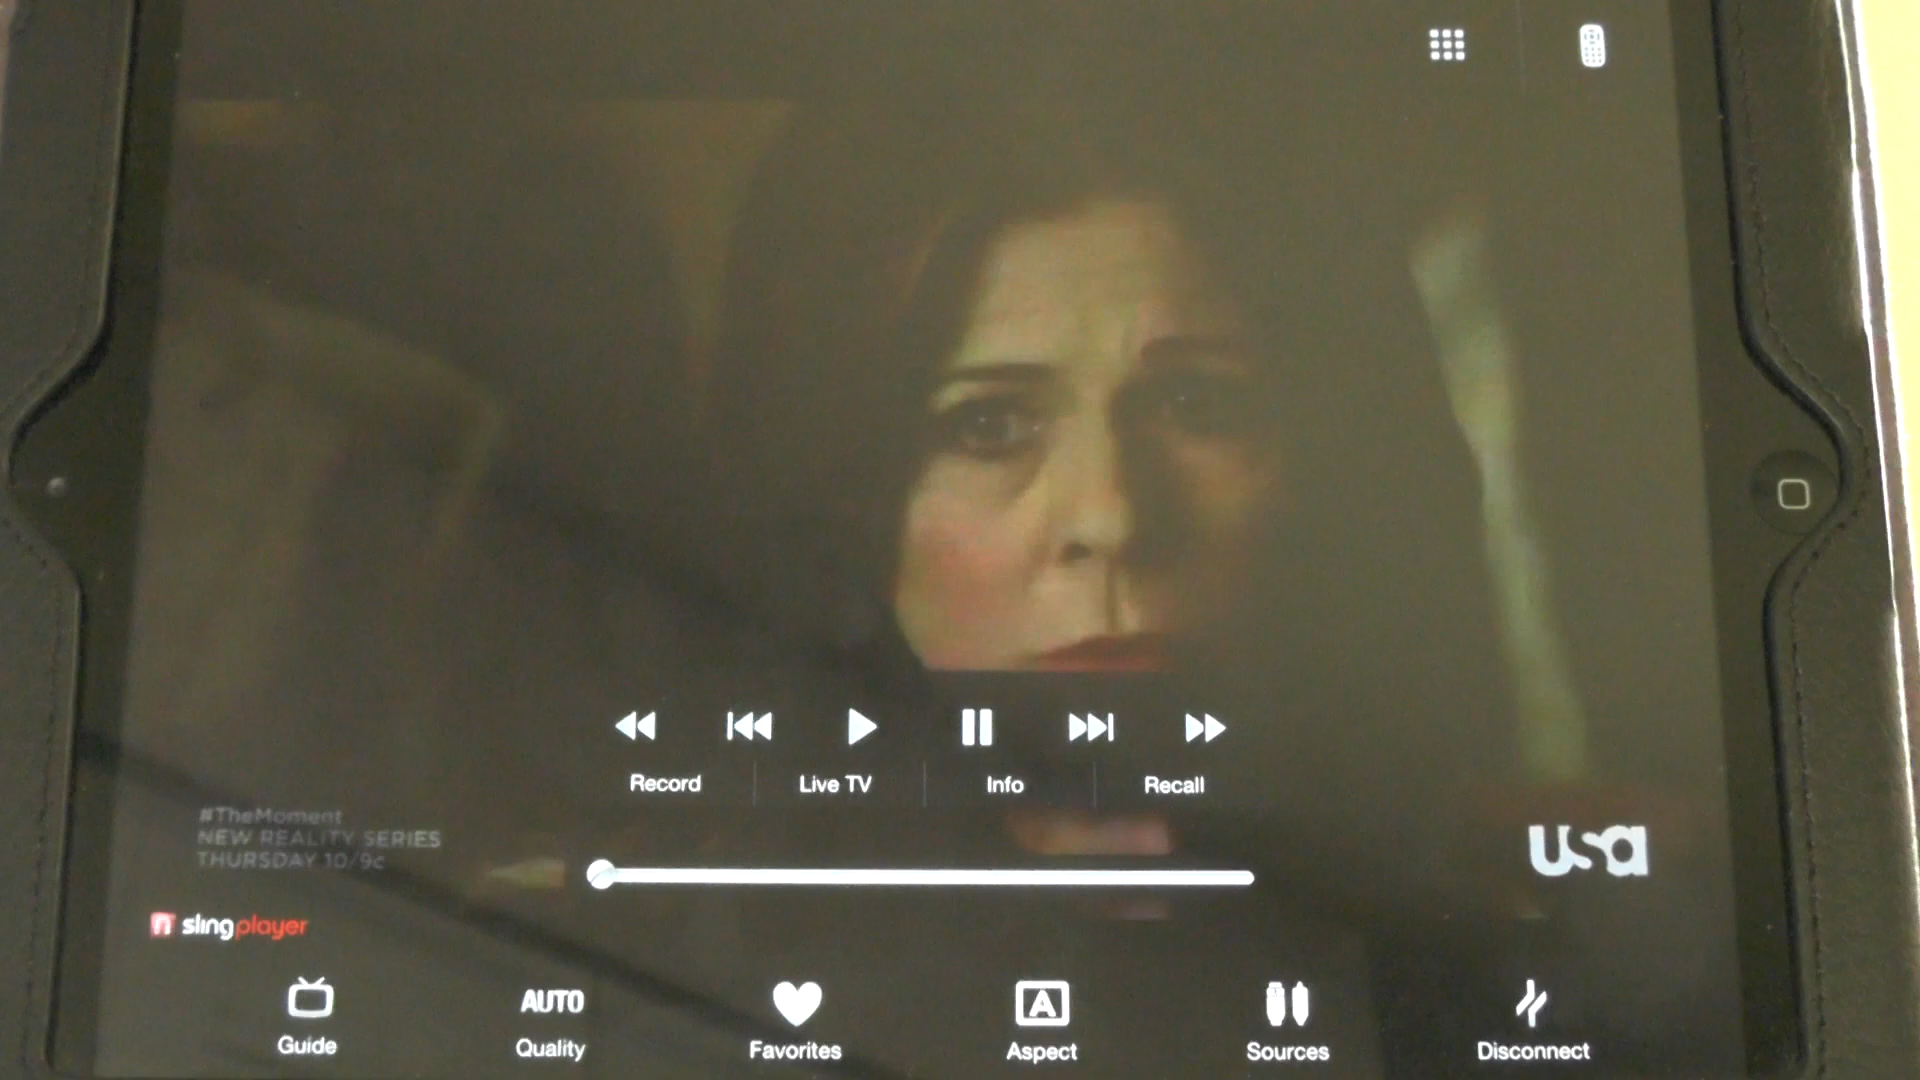 Record
Live TV
Info
Recall
#TheMoment
NEW REALITY SERIES
THURSDAY 10/9c
usa
slingplayer
AUTO
A
Guide
Quality
Favorites
Aspect
Sources
Disconnect